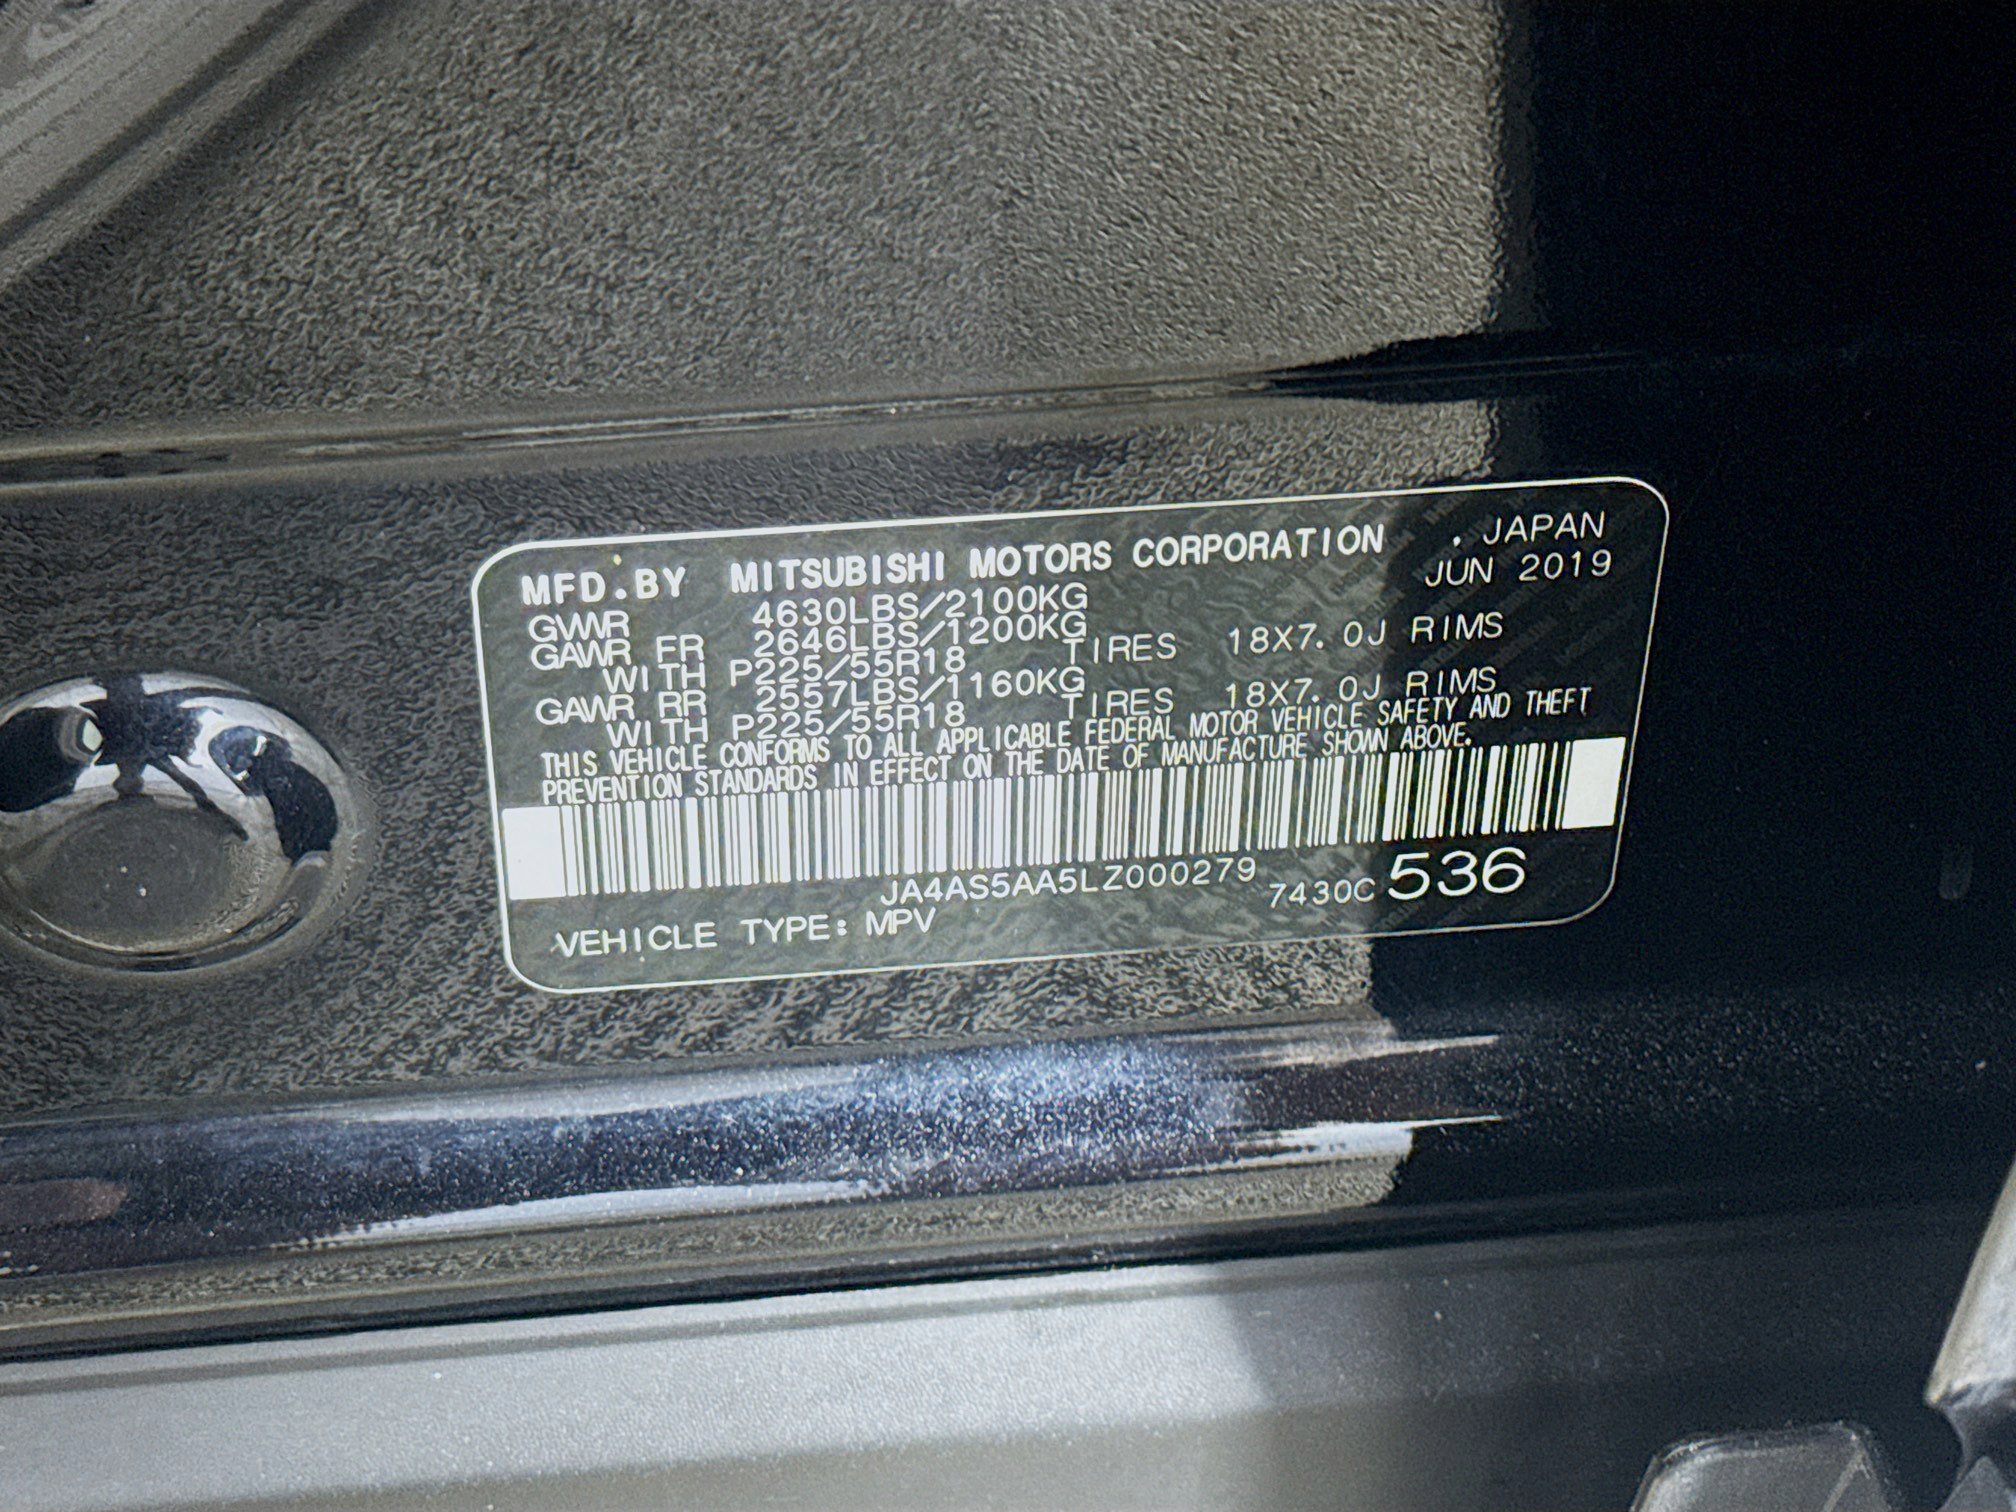 MFD.BY MITSUBISHI MOTORS CORPORATION . JAPAN
JUN 2019
GVWR 4630LBS/2100KG
GAWR FR 2646LBS/1200KG
WITH P225/55R18 TIRES 18X7.0J RIMS
GAWR RR 2557LBS/1160KG
WITH P225/55R18 TIRES 18X7.0J RIMS
THIS VEHICLE CONFORMS TO ALL APPLICABLE FEDERAL MOTOR VEHICLE SAFETY AND THEFT
PREVENTION STANDARDS IN EFFECT ON THE DATE OF MANUFACTURE SHOWN ABOVE.
JA4AS5AA5LZ000279 7430C 536
VEHICLE TYPE: MPV